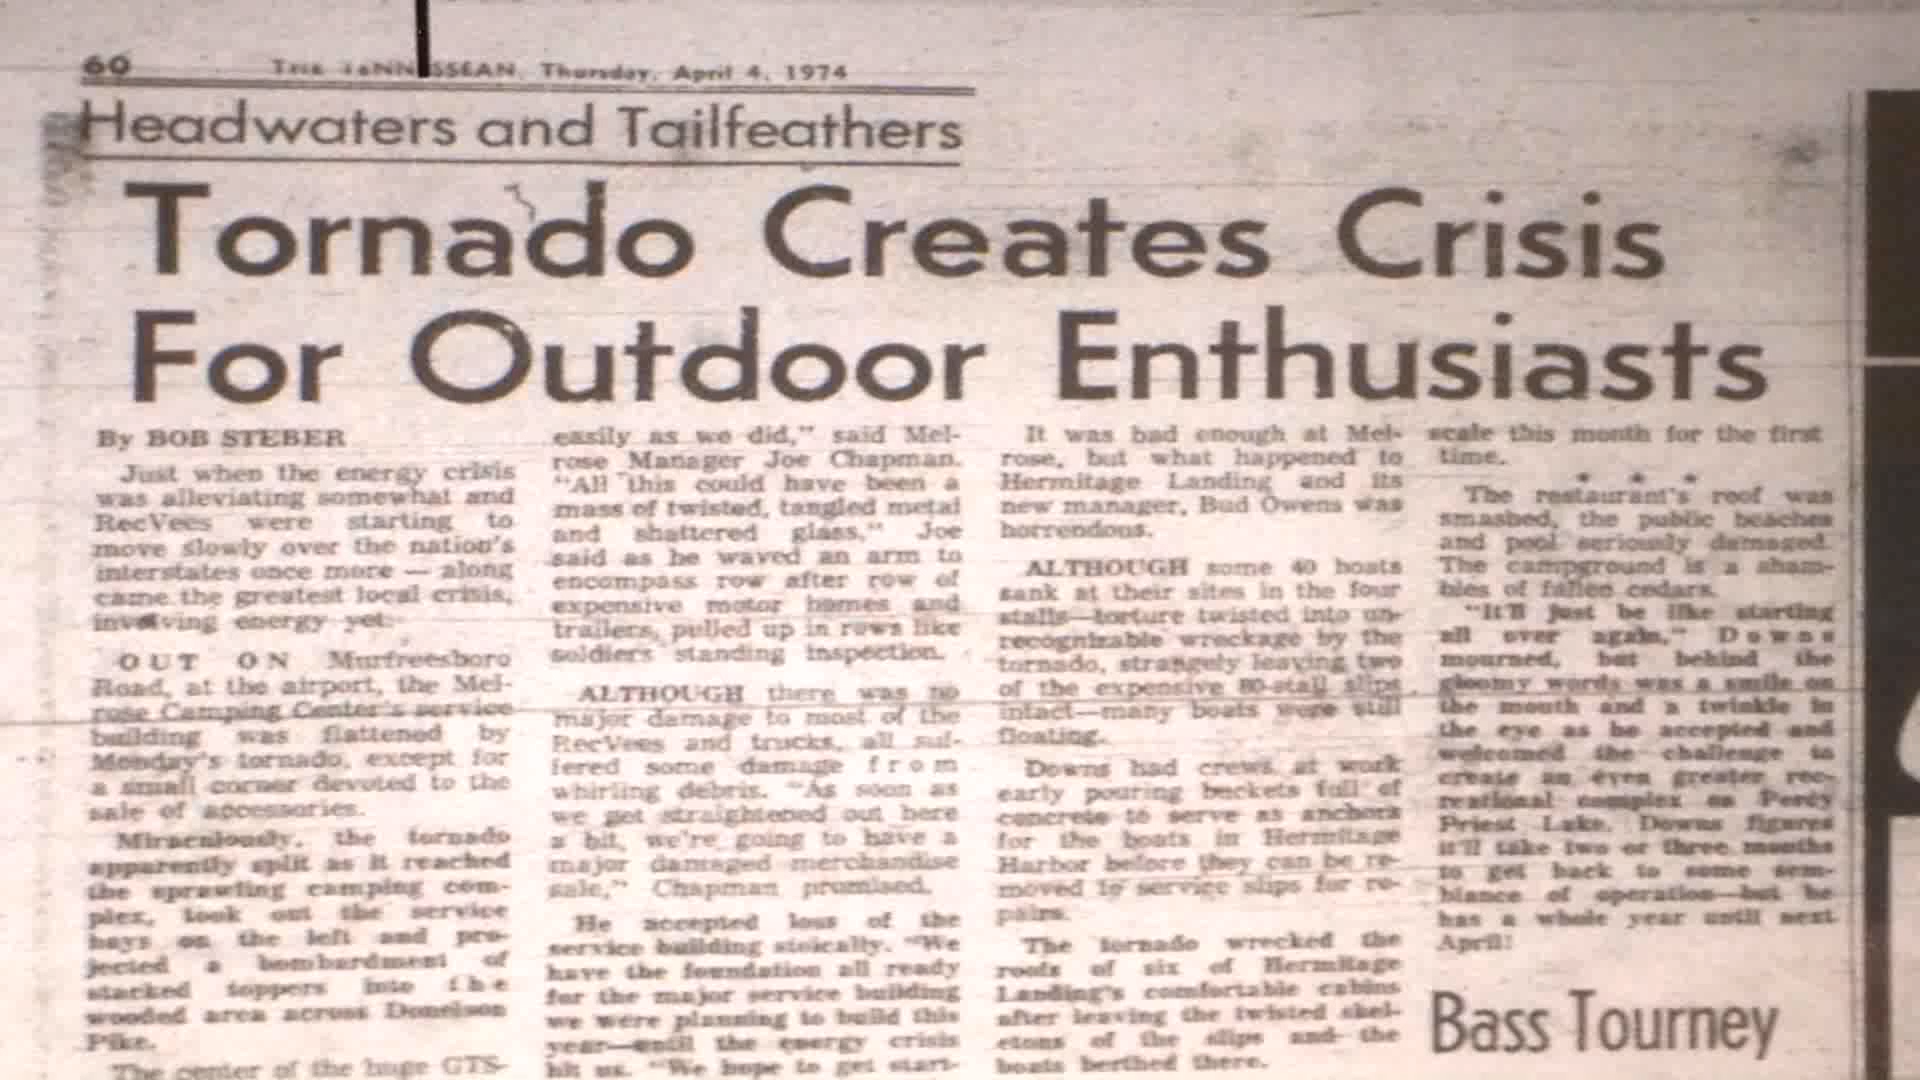 60
THE TENNESSEAN, Thursday, April 4, 1974
Headwaters and Tailfeathers
Tornado Creates Crisis
For Outdoor Enthusiasts
By BOB STEBER
Just when the energy crisis
was alleviating somewhat and
RecVees were starting to
move slowly over the nation's
interstates once more — along
came the greatest local crisis,
involving energy yet.
OUT ON Murfreesboro
Road, at the airport, the Mel-
rose Camping Center's service
building was flattened by
Monday's tornado, except for
a small corner devoted to the
sale of accessories.
Miraculously, the tornado
apparently split as it reached
the sprawling camping com-
plex, took out the service
bays on the left and pro-
jected a bombardment of
stacked toppers into the
wooded area across Donelson
Pike.
The center of the huge GTS-
easily as we did," said Mel-
rose Manager Joe Chapman.
"All this could have been a
mass of twisted, tangled metal
and shattered glass," Joe
said as he waved an arm to
encompass row after row of
expensive motor homes and
trailers, pulled up in rows like
soldiers standing inspection.
ALTHOUGH there was no
major damage to most of the
RecVees and trucks, all suf-
fered some damage from
whirling debris. "As soon as
we get straightened out here
a bit, we're going to have a
major damaged merchandise
sale," Chapman promised.
He accepted loss of the
service building stoically. "We
have the foundation all ready
for the major service building
we were planning to build this
year—until the energy crisis
hit us. "We hope to get start-
It was bad enough at Mel-
rose, but what happened to
Hermitage Landing and its
new manager, Bud Owens was
horrendous.
ALTHOUGH some 40 boats
sank at their sites in the four
stalls—torture twisted into un-
recognizable wreckage by the
tornado, strangely leaving two
of the expensive 80-stall slips
intact—many boats were still
floating.
Downs had crews at work
early pouring buckets full of
concrete to serve as anchors
for the boats in Hermitage
Harbor before they can be re-
moved to service slips for re-
pairs.
The tornado wrecked the
roofs of six of Hermitage
Landing's comfortable cabins
after leaving the twisted skel-
etons of the slips and the
boats berthed there.
scale this month for the first
time.
* * *
The restaurant's roof was
smashed, the public beaches
and pool seriously damaged.
The campground is a sham-
bles of fallen cedars.
"It'll just be like starting
all over again," Downs
mourned, but behind the
gloomy words was a smile on
the mouth and a twinkle in
the eye as he accepted and
welcomed the challenge to
create an even greater rec-
reational complex on Percy
Priest Lake. Downs figures
it'll take two or three months
to get back to some sem-
blance of operation—but he
has a whole year until next
April!
Bass Tourney